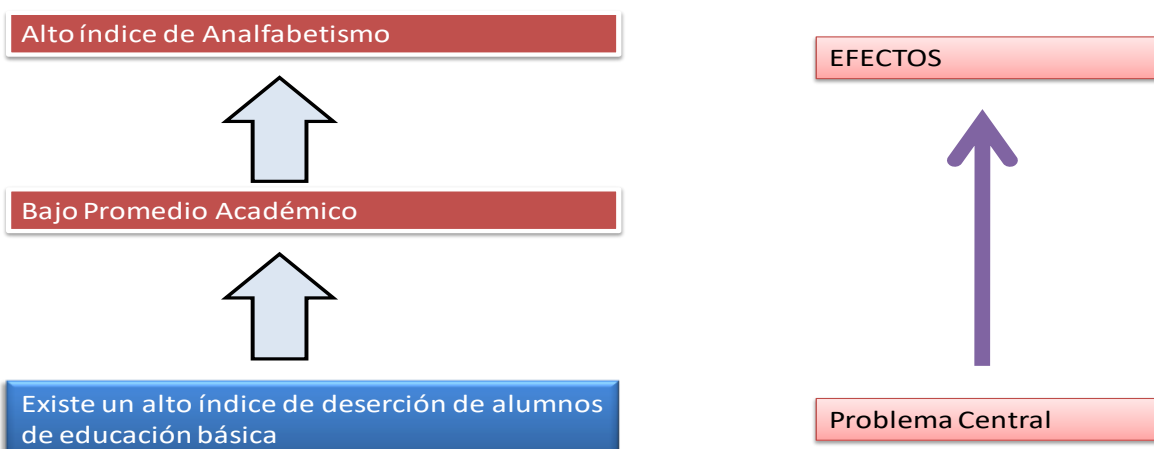 Alto índice de Analfabetismo
EFECTOS
Bajo Promedio Académico
Existe un alto índice de deserción de alumnos
de educación básica
Problema Central